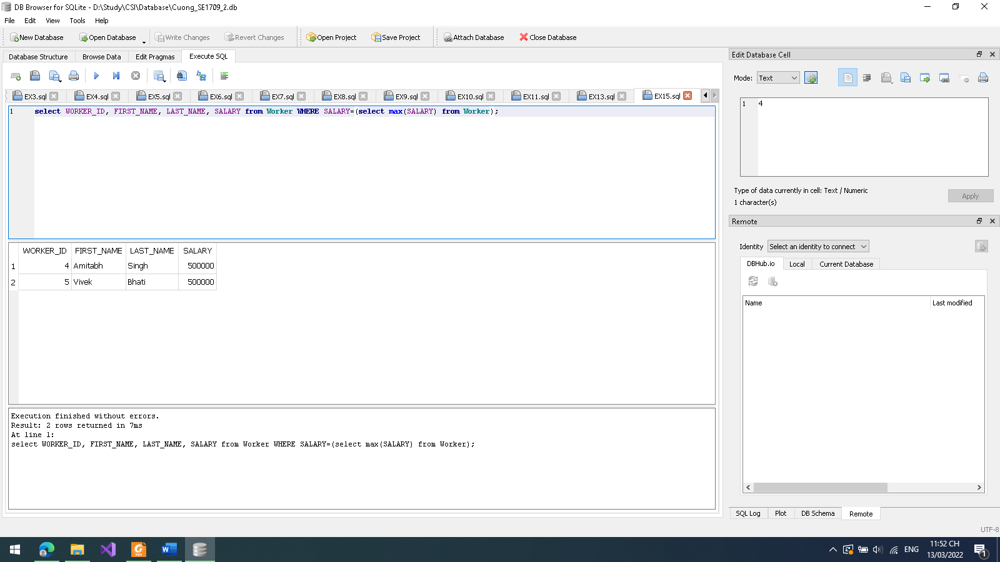 DB Browser for SQLite - D:\Study\CSI\Database\Cuong_SE1709_2.db
File Edit View Tools Help
New Database Open Database Write Changes Revert Changes Open Project Save Project Attach Database Close Database
Database Structure Browse Data Edit Pragmas Execute SQL
EX3.sql EX4.sql EX5.sql EX6.sql EX7.sql EX8.sql EX9.sql EX10.sql EX11.sql EX13.sql EX15.sql
1 select WORKER_ID, FIRST_NAME, LAST_NAME, SALARY from Worker WHERE SALARY=(select max(SALARY) from Worker);
WORKER_ID FIRST_NAME LAST_NAME SALARY
1 4 Amitabh Singh 500000
2 5 Vivek Bhati 500000
Execution finished without errors.
Result: 2 rows returned in 7ms
At line 1:
select WORKER_ID, FIRST_NAME, LAST_NAME, SALARY from Worker WHERE SALARY=(select max(SALARY) from Worker);
Edit Database Cell
Mode: Text
1 4
Type of data currently in cell: Text / Numeric
1 character(s)
Apply
Remote
Identity Select an identity to connect
DBHub.io Local Current Database
Name Last modified
SQL Log Plot DB Schema Remote
UTF-8
ENG
11:52 CH
13/03/2022
1